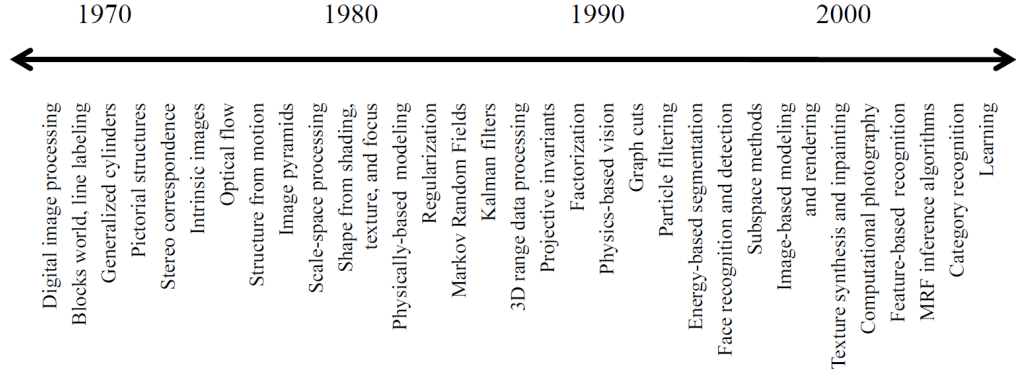 1970 1980 1990 2000
Digital image processing
Blocks world, line labeling
Generalized cylinders
Pictorial structures
Stereo correspondence
Intrinsic images
Optical flow
Structure from motion
Image pyramids
Scale-space processing
Shape from shading,
texture, and focus
Physically-based modeling
Regularization
Markov Random Fields
Kalman filters
3D range data processing
Projective invariants
Factorization
Physics-based vision
Graph cuts
Particle filtering
Energy-based segmentation
Face recognition and detection
Subspace methods
Image-based modeling
and rendering
Texture synthesis and inpainting
Computational photography
Feature-based recognition
MRF inference algorithms
Category recognition
Learning